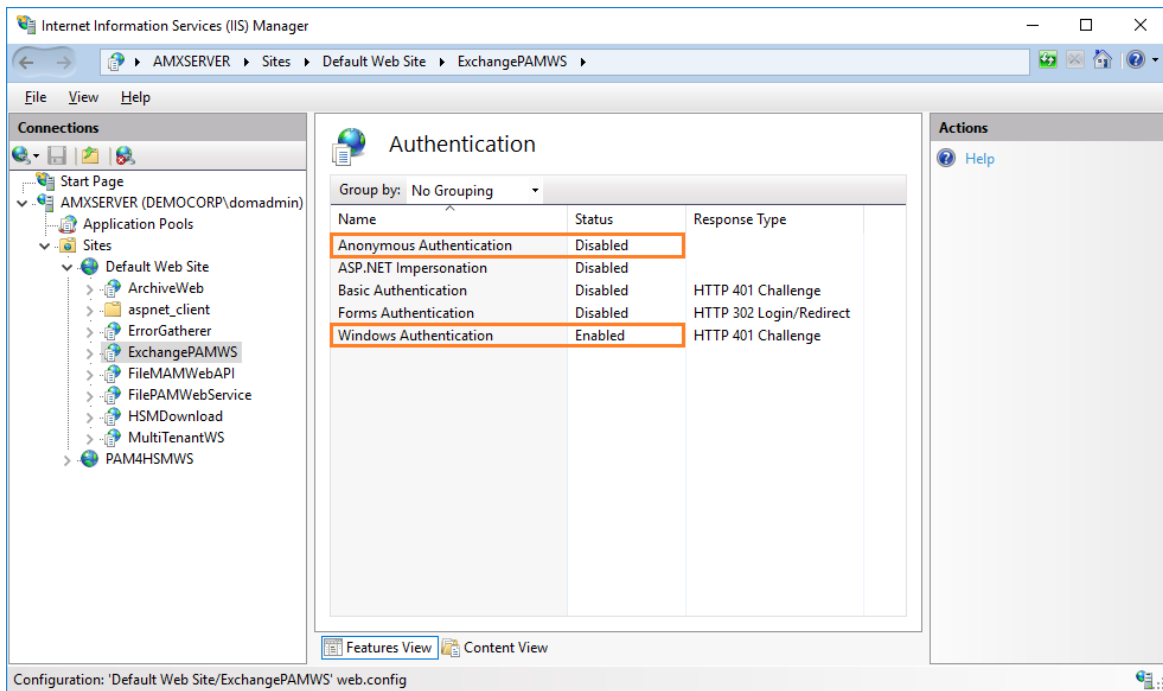 Internet Information Services (IIS) Manager
AMXSERVER Sites Default Web Site ExchangePAMWS
File View Help
Connections
Start Page
AMXSERVER (DEMOCORP\domadmin)
Application Pools
Sites
Default Web Site
ArchiveWeb
aspnet_client
ErrorGatherer
ExchangePAMWS
FileMAMWebAPI
FilePAMWebService
HSMDownload
MultiTenantWS
PAM4HSMWS
Authentication
Group by: No Grouping
Name Status Response Type
Anonymous Authentication Disabled
ASP.NET Impersonation Disabled
Basic Authentication Disabled HTTP 401 Challenge
Forms Authentication Disabled HTTP 302 Login/Redirect
Windows Authentication Enabled HTTP 401 Challenge
Features View Content View
Actions
Help
Configuration: 'Default Web Site/ExchangePAMWS' web.config